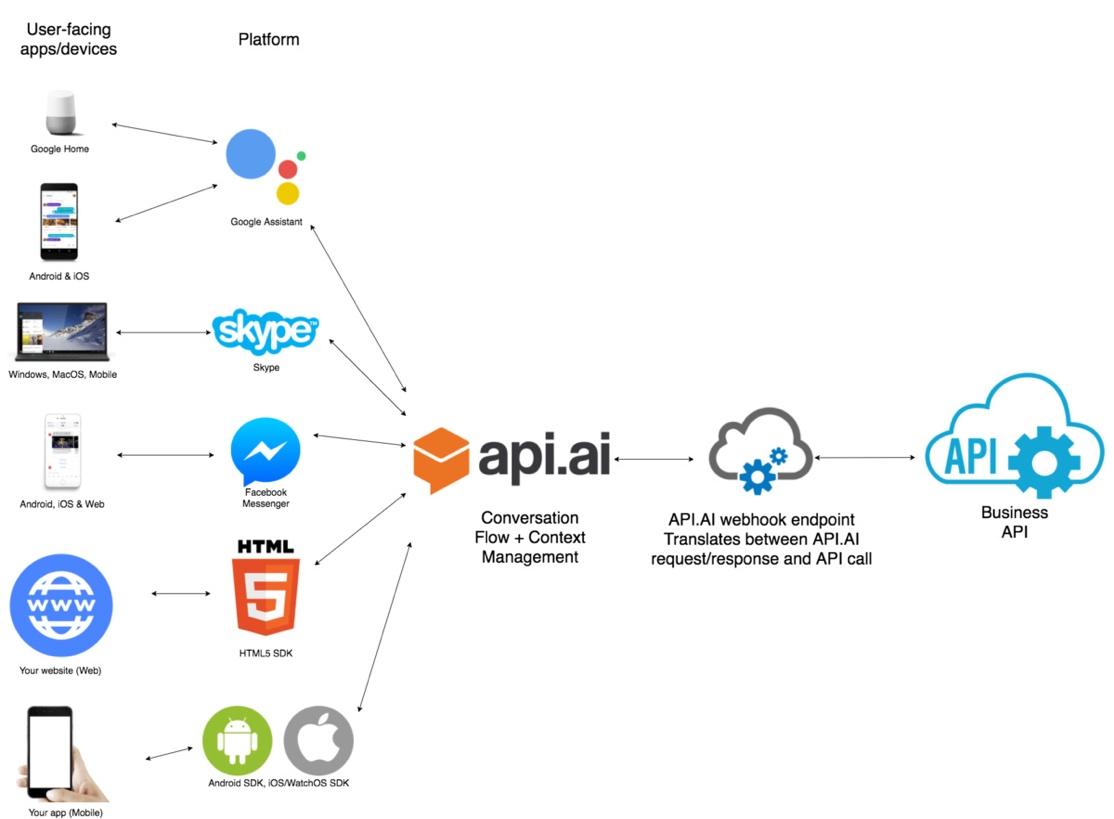 User-facing
apps/devices
Platform
Google Home
Google Assistant
Android & iOS
skype™
Skype
Windows, MacOS, Mobile
Facebook
Messenger
Android, iOS & Web
api.ai
Conversation
Flow + Context
Management
API.AI webhook endpoint
Translates between API.AI
request/response and API call
API
Business
API
HTML
5
HTML5 SDK
WWW
Your website (Web)
Android SDK, iOS/WatchOS SDK
Your app (Mobile)